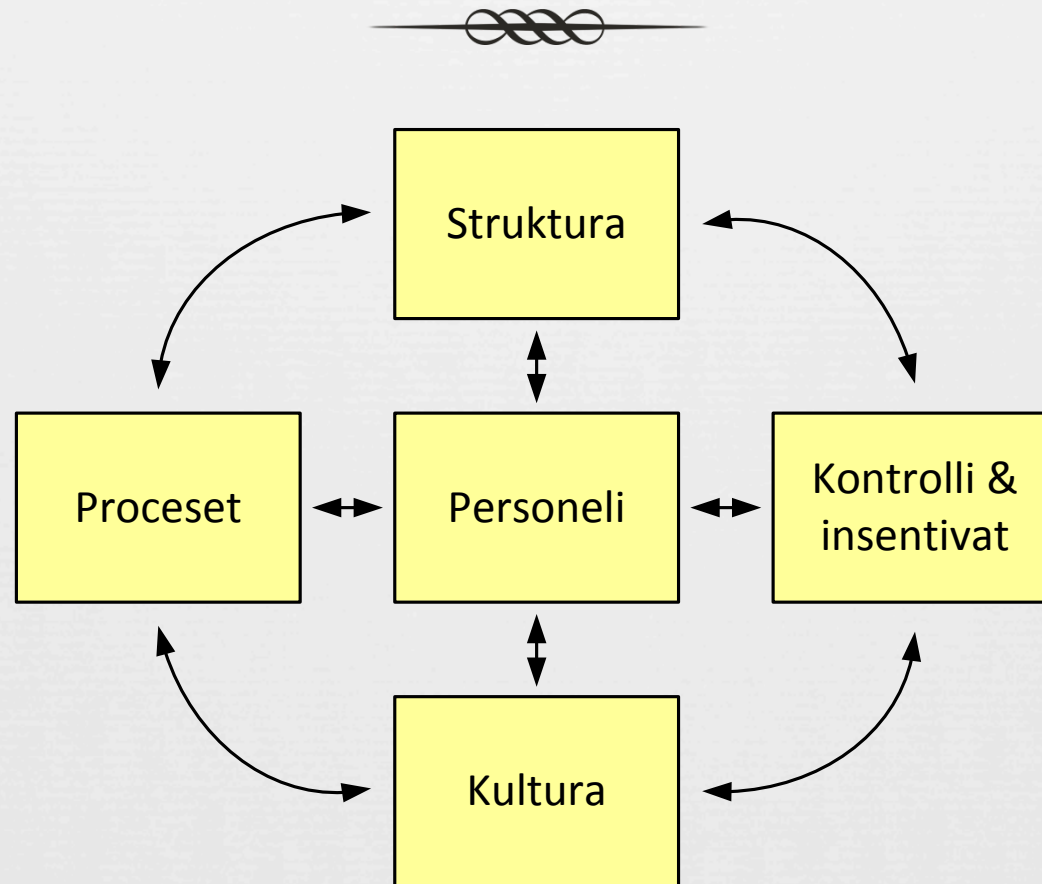 Struktura
Proceset
Personeli
Kontrolli &
insentivat
Kultura